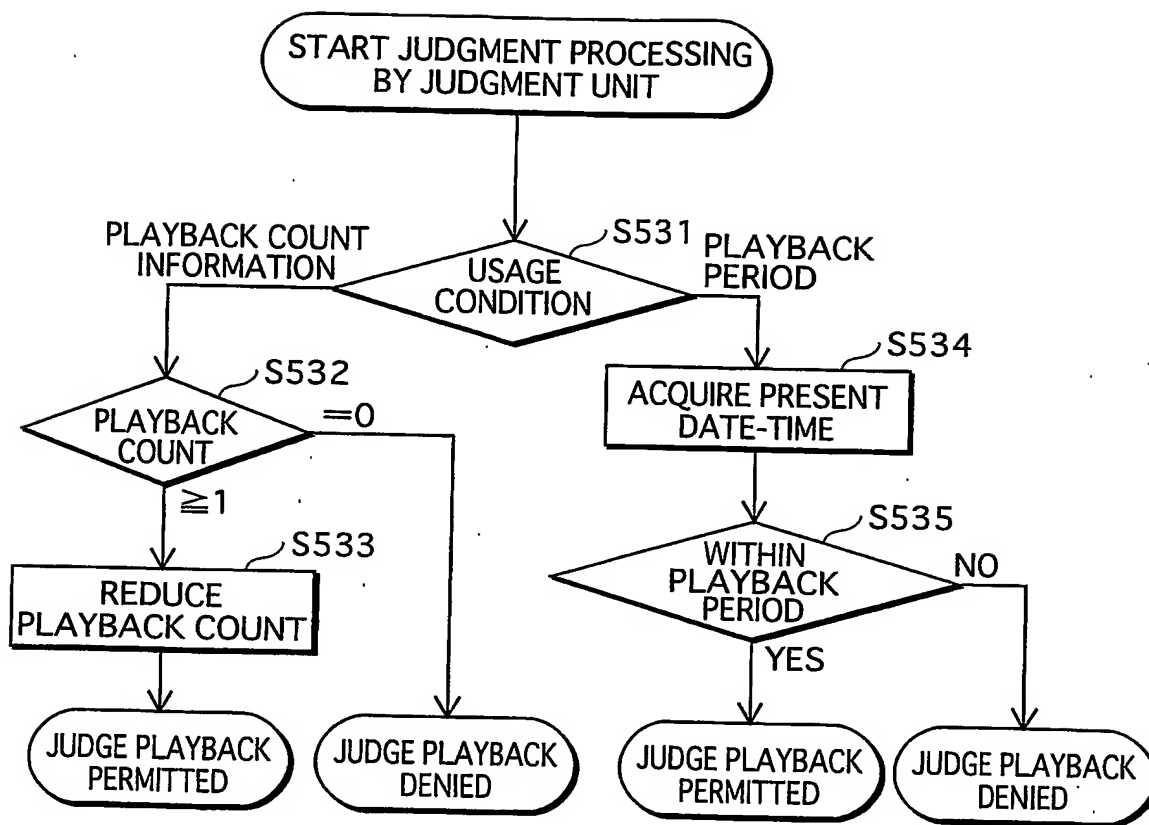 START JUDGMENT PROCESSING
BY JUDGMENT UNIT
PLAYBACK COUNT
INFORMATION
S531
USAGE
CONDITION
PLAYBACK
PERIOD
S532
PLAYBACK
COUNT
=0
≧1
S533
REDUCE
PLAYBACK COUNT
S534
ACQUIRE PRESENT
DATE-TIME
S535
WITHIN
PLAYBACK
PERIOD
NO
YES
JUDGE PLAYBACK
PERMITTED
JUDGE PLAYBACK
DENIED
JUDGE PLAYBACK
PERMITTED
JUDGE PLAYBACK
DENIED